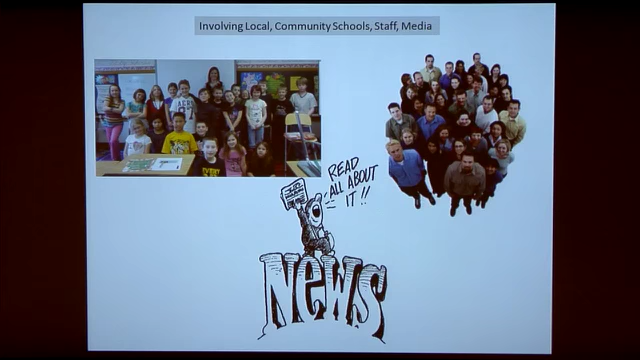 Involving Local, Community Schools, Staff, Media
READ
ALL ABOUT
IT!!
News